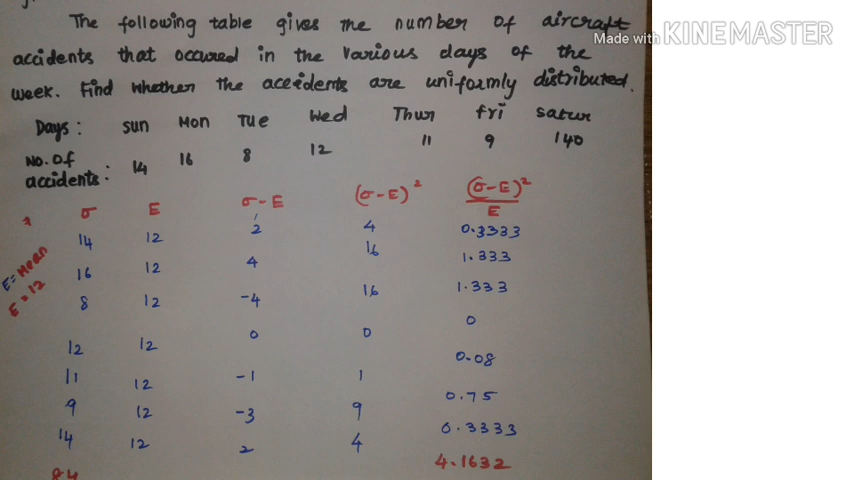 The following table gives the number of aircraft
Made with KINEMASTER
accidents that occured in the various days of the
week. Find whether the accidents are uniformly distributed.
Days: sun Mon Tue Wed Thur fri satur
No. of accidents: 14 16 8 12 11 9 140
σ E σ-E (σ-E)² (σ-E)²/E
E = Mean
E = 12
14 12 2 4 0.3333
16 12 4 16 1.333
8 12 -4 16 1.333
12 12 0 0 0
11 12 -1 1 0.08
9 12 -3 9 0.75
14 12 2 4 0.3333
84 4.1632